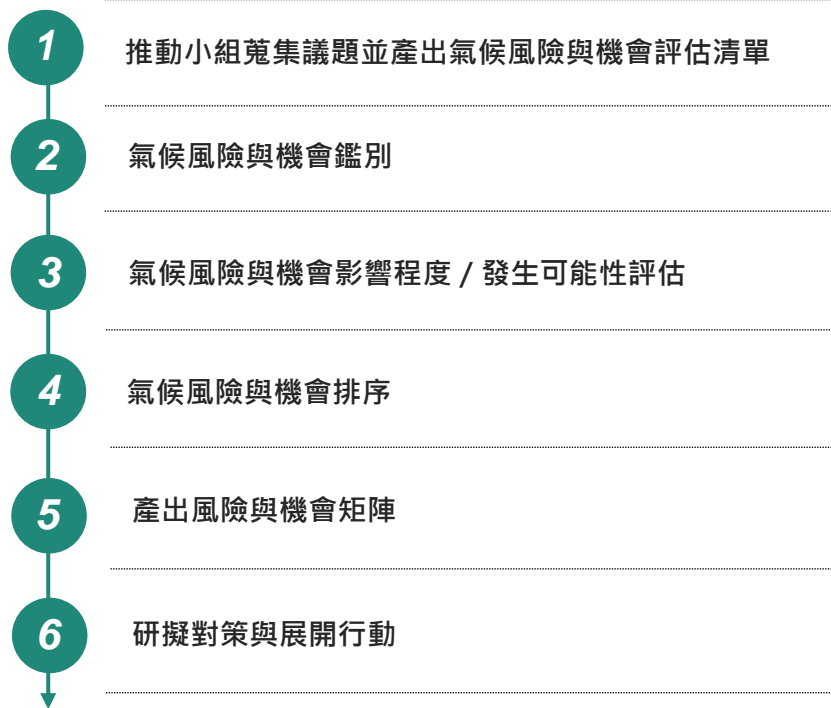 1
推動小組蒐集議題並產出氣候風險與機會評估清單
2
氣候風險與機會鑑別
3
氣候風險與機會影響程度 / 發生可能性評估
4
氣候風險與機會排序
5
產出風險與機會矩陣
6
研擬對策與展開行動